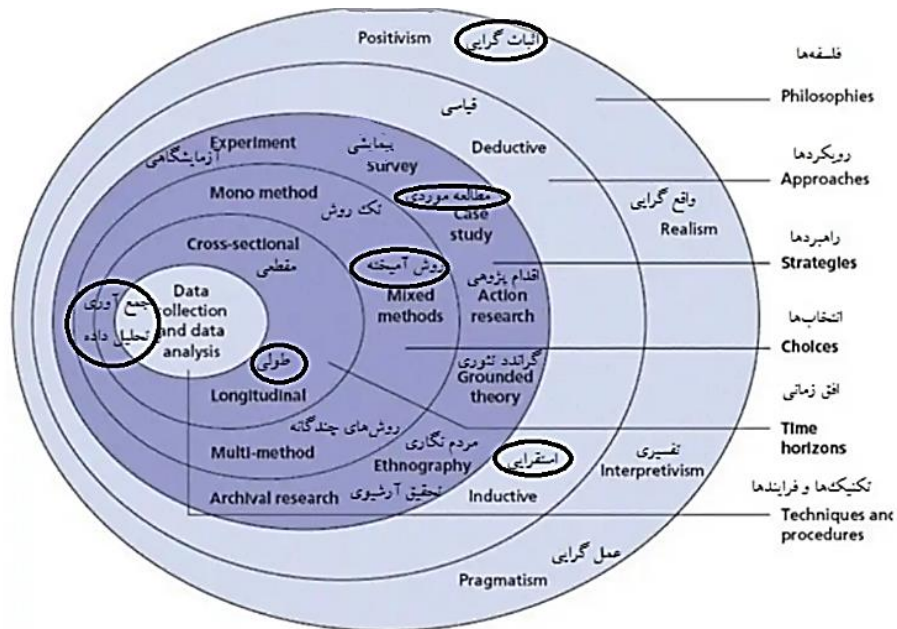 Positivism
اثبات گرایی
قیاسی
Deductive
Experiment
آزمایشگاهی
پیمایشی
Survey
Mono method
تک روش
مطالعه موردی
Case
study
Cross-sectional
مقطعی
روش آمیخته
Mixed
methods
اقدام پژوهی
Action
research
جمع آوری
تحلیل داده
Data
collection
and data
analysis
طولی
Longitudinal
گراندد تئوری
Grounded
theory
روش‌های چندگانه
Multi-method
مردم نگاری
Ethnography
Archival research
تحقیق آرشیوی
استقرایی
Inductive
واقع گرایی
Realism
تفسیری
Interpretivism
عمل گرایی
Pragmatism
فلسفه‌ها
Philosophies
رویکردها
Approaches
راهبردها
Strategies
انتخاب‌ها
Choices
افق زمانی
Time
horizons
تکنیک‌ها و فرایندها
Techniques and
procedures